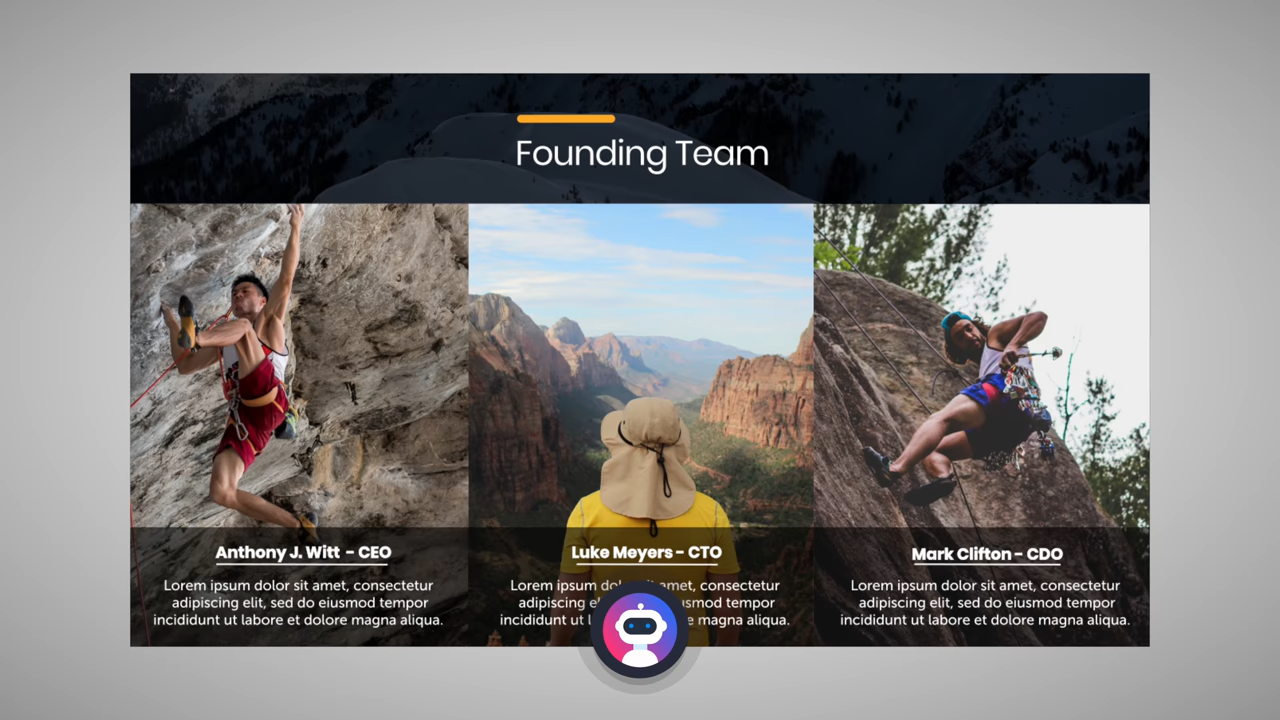 Founding Team
Anthony J. Witt - CEO
Lorem ipsum dolor sit amet, consectetur
adipiscing elit, sed do eiusmod tempor
incididunt ut labore et dolore magna aliqua.
Luke Meyers - CTO
Lorem ipsum amet, consectetur
adipiscing
incididunt ut magna aliqua.
Mark Clifton - CDO
Lorem ipsum dolor sit amet, consectetur
adipiscing elit, sed do eiusmod tempor
incididunt ut labore et dolore magna aliqua.